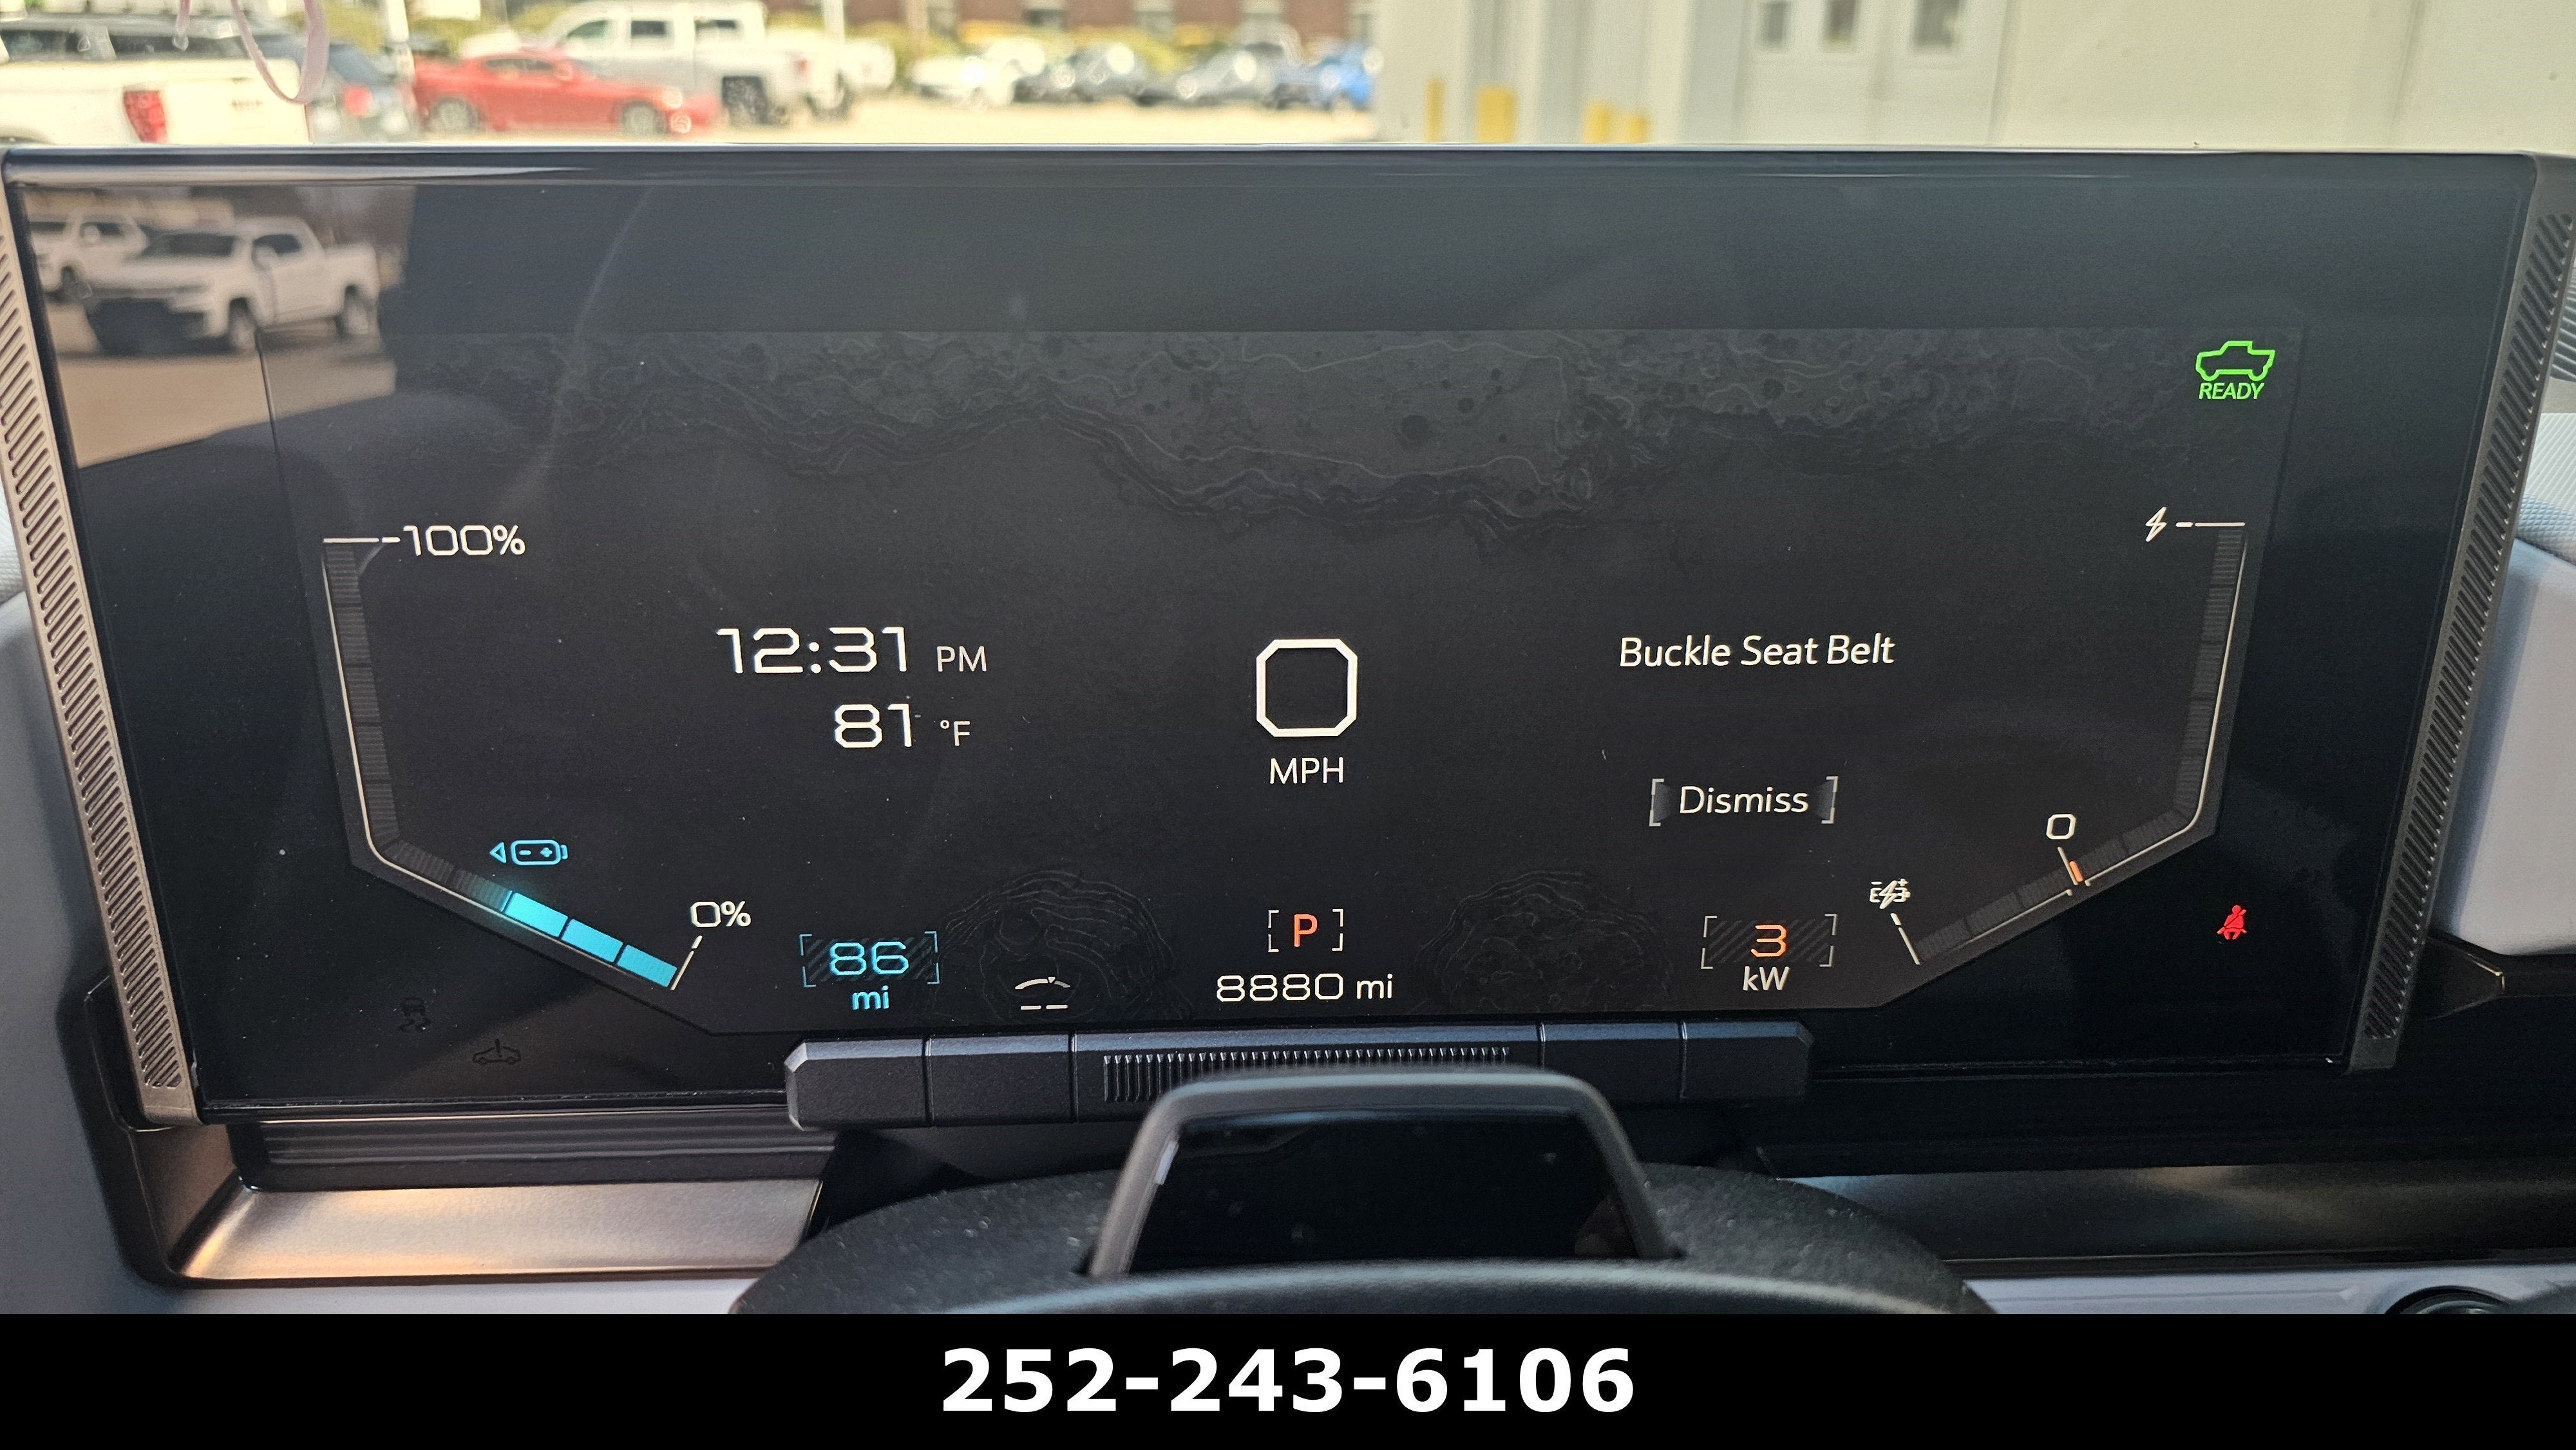 READY
100%
12:31 PM
81 °F
0
MPH
Buckle Seat Belt
Dismiss
0
0%
86
mi
P
8880 mi
3
kW
252-243-6106